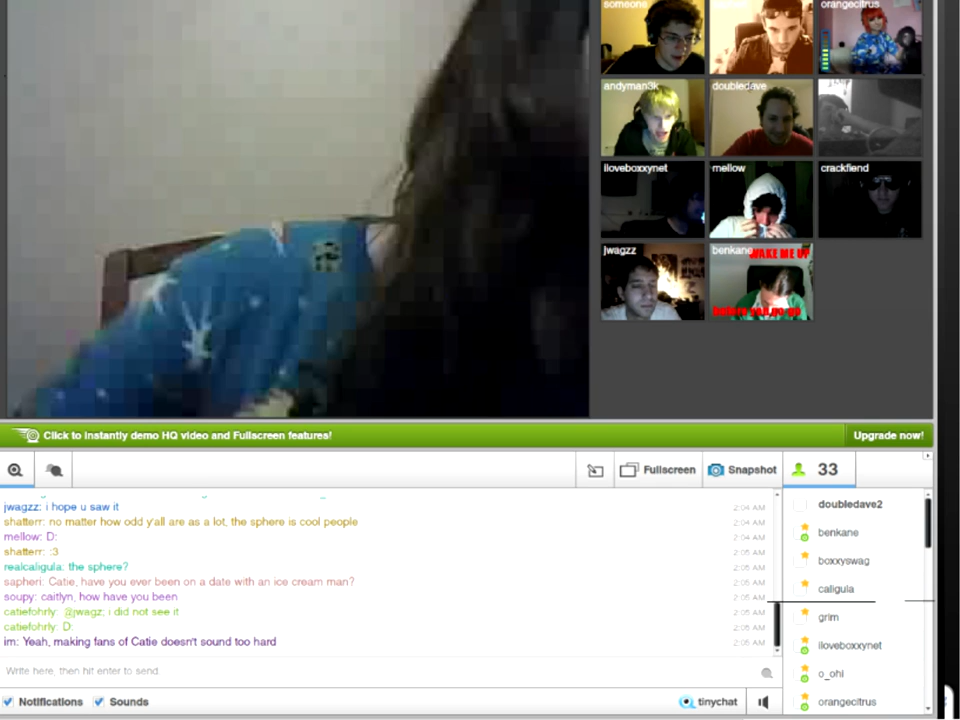 someone
orangecitrus
andyman3k
doubledave
iloveboxxynet
mellow
crackfiend
jwagzz
benkane
WAKE ME UP
before you go go
Click to instantly demo HQ video and Fullscreen features!
Upgrade now!
Fullscreen
Snapshot
33
jwagzz: i hope u saw it 2:04 AM
shatterr: no matter how odd y'all are as a lot, the sphere is cool people 2:04 AM
mellow: D: 2:04 AM
shatterr: :3 2:05 AM
realcaligula: the sphere? 2:05 AM
sapheri: Catie, have you ever been on a date with an ice cream man? 2:05 AM
soupy: caitlyn, how have you been 2:05 AM
catiefohrly: @jwagz: i did not see it 2:05 AM
catiefohrly: D: 2:05 AM
im: Yeah, making fans of Catie doesn't sound too hard 2:05 AM
Write here, then hit enter to send
Notifications
Sounds
tinychat
doubledave2
benkane
boxxyswag
caligula
grim
iloveboxxynet
o_ohi
orangecitrus